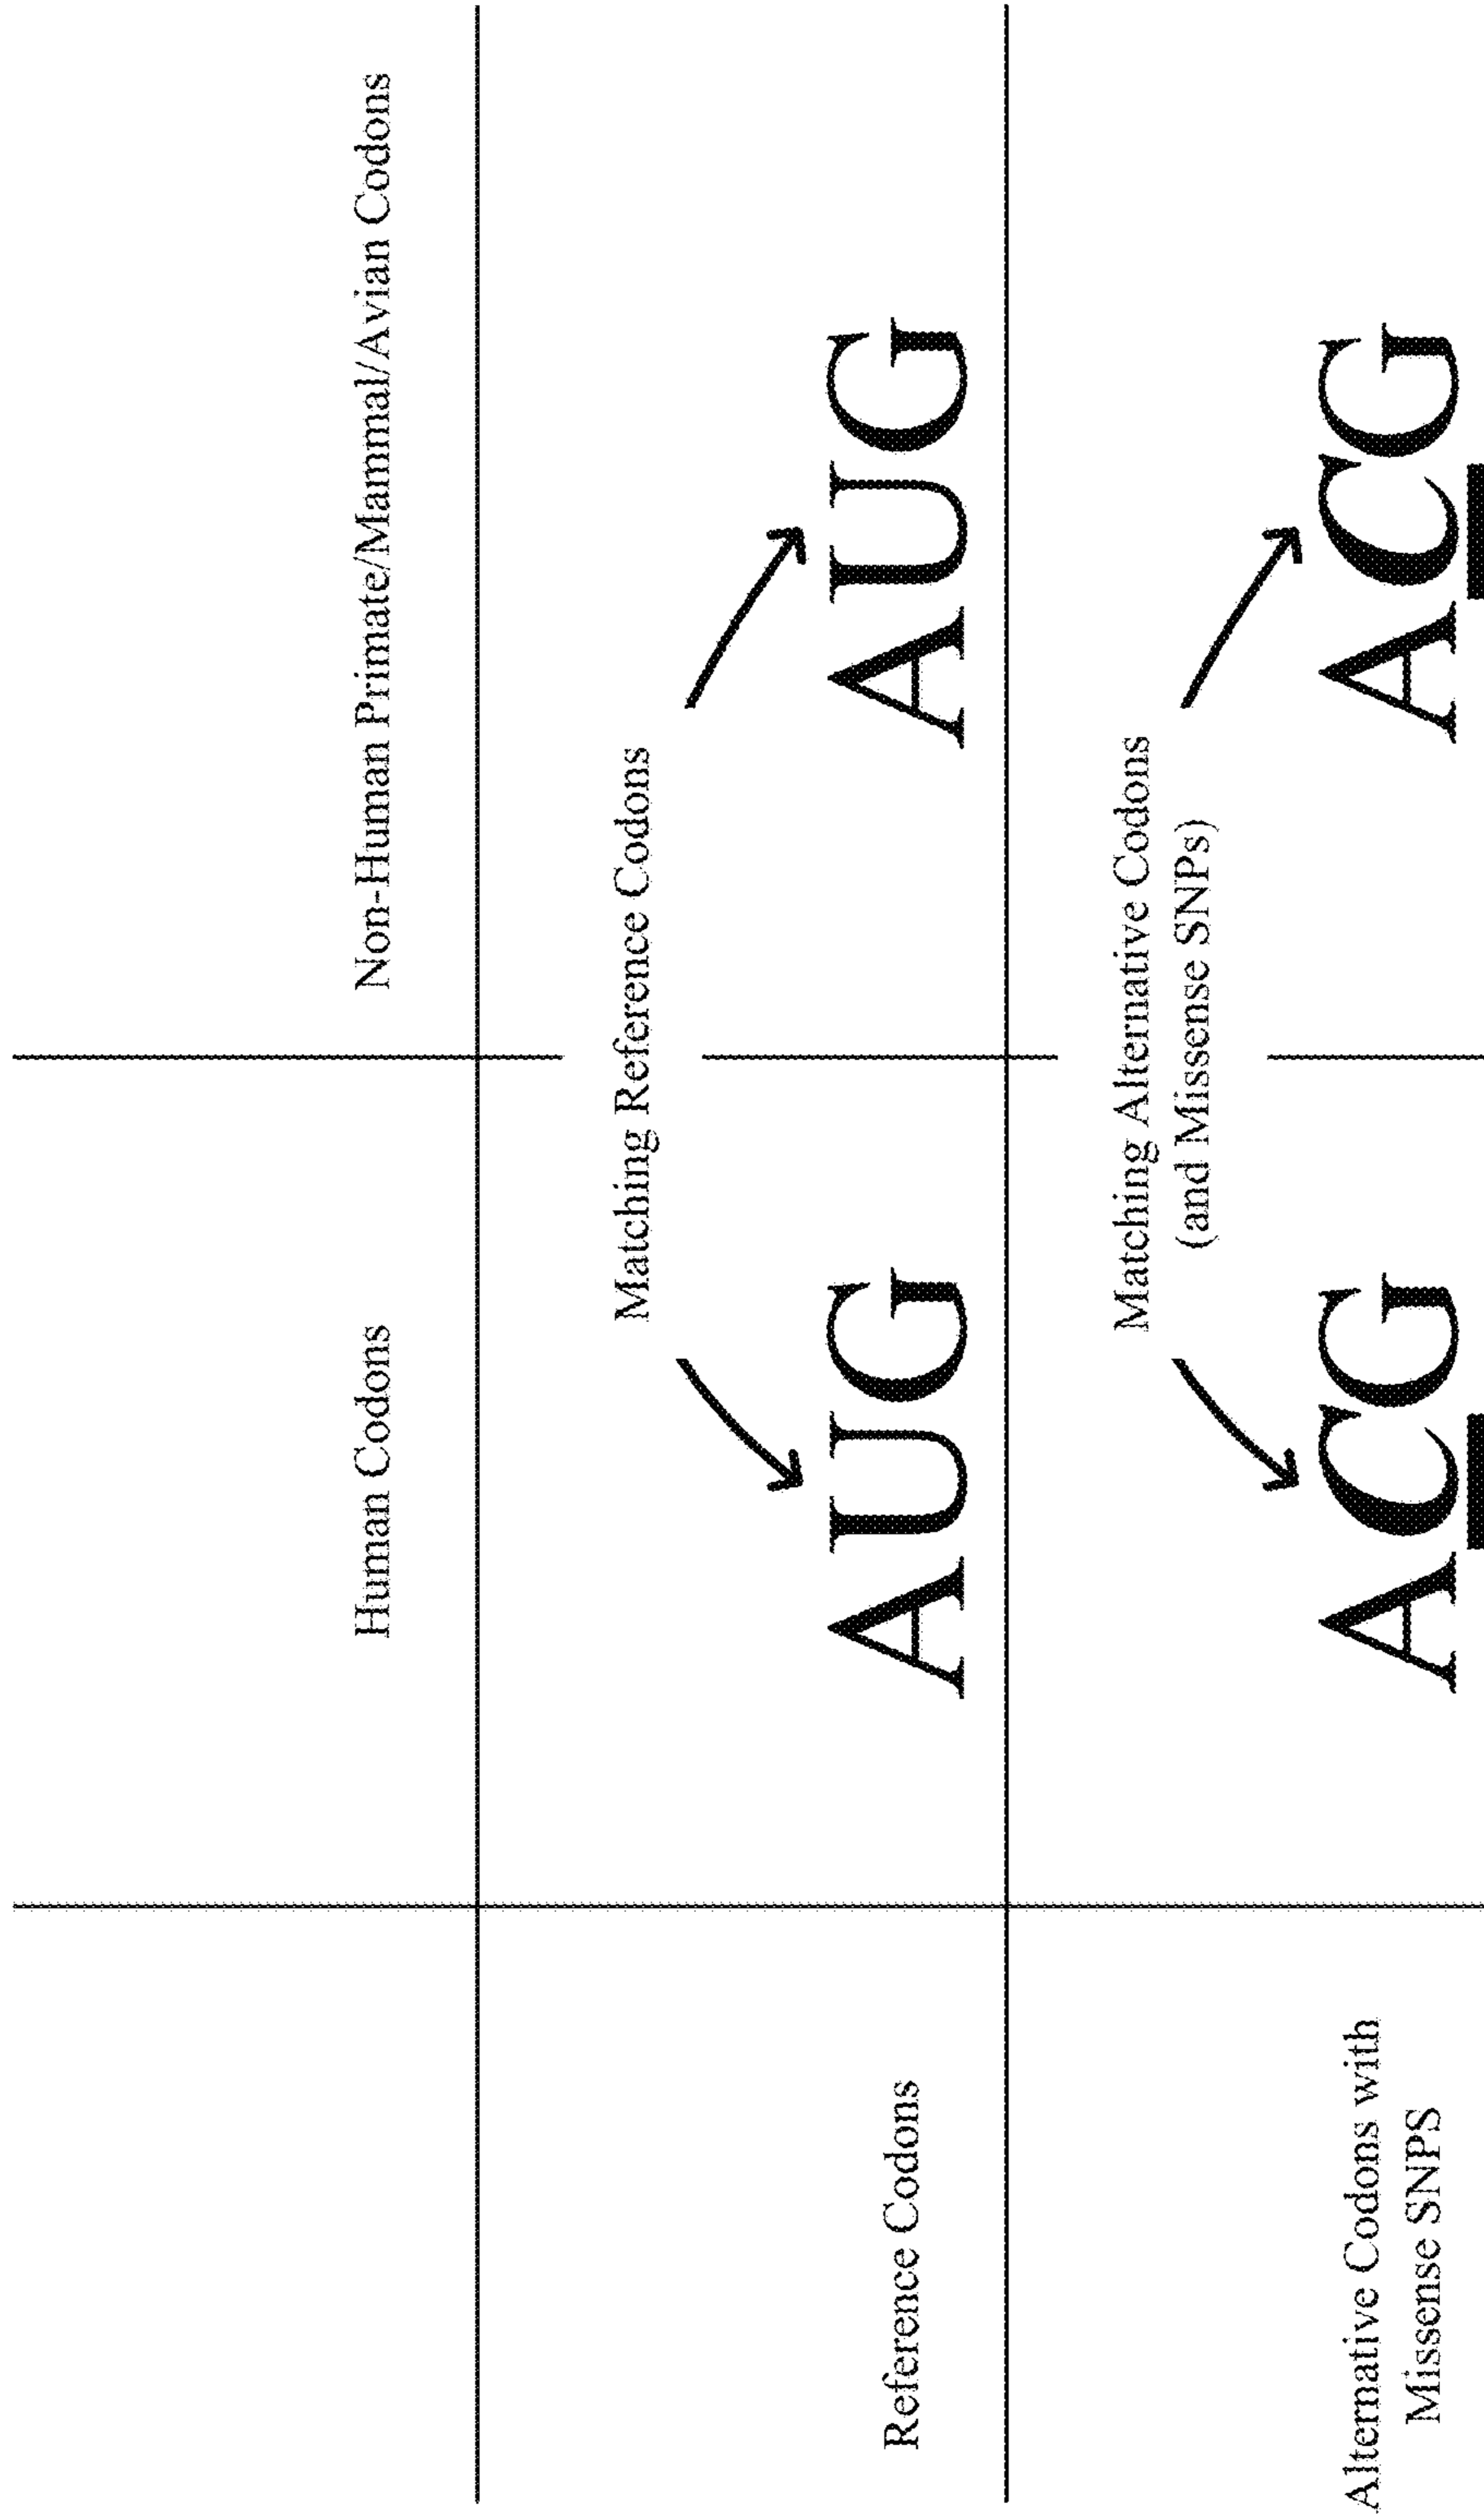 Human Codons
Non-Human Primate/Mammal/Avian Codons
Matching Reference Codons
Reference Codons
AUG
AUG
Matching Alternative Codons
(and Missense SNPs)
Alternative Codons with
Missense SNPS
ACG
ACG